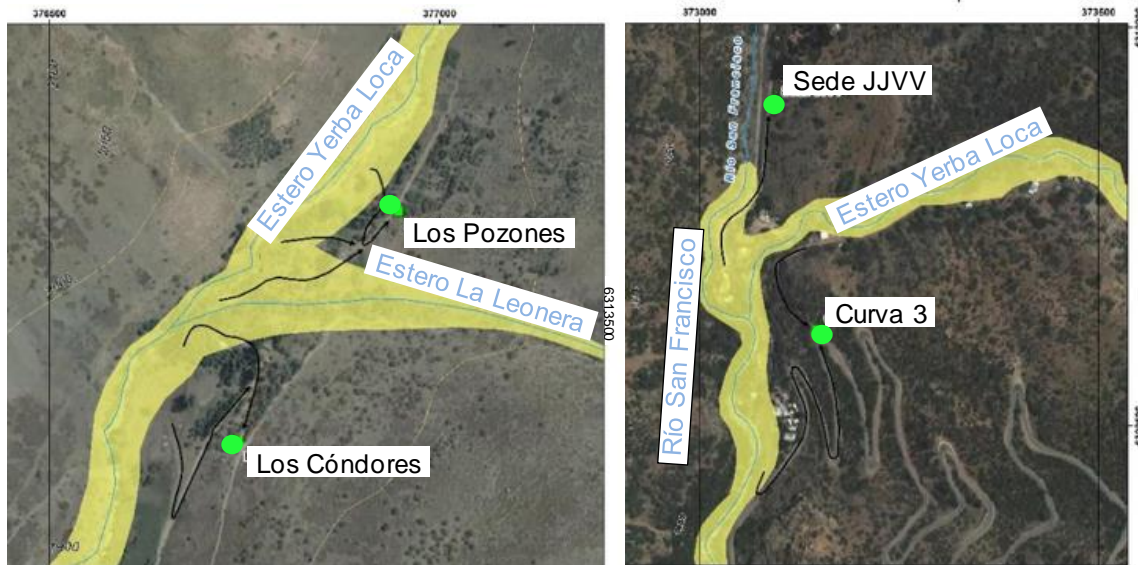 376500
377000
Estero Yerba Loca
Los Pozones
Estero La Leonera
Los Cóndores
6313500
373000
373500
Río San Francisco
Sede JJVV
Estero Yerba Loca
Curva 3
Río San Francisco